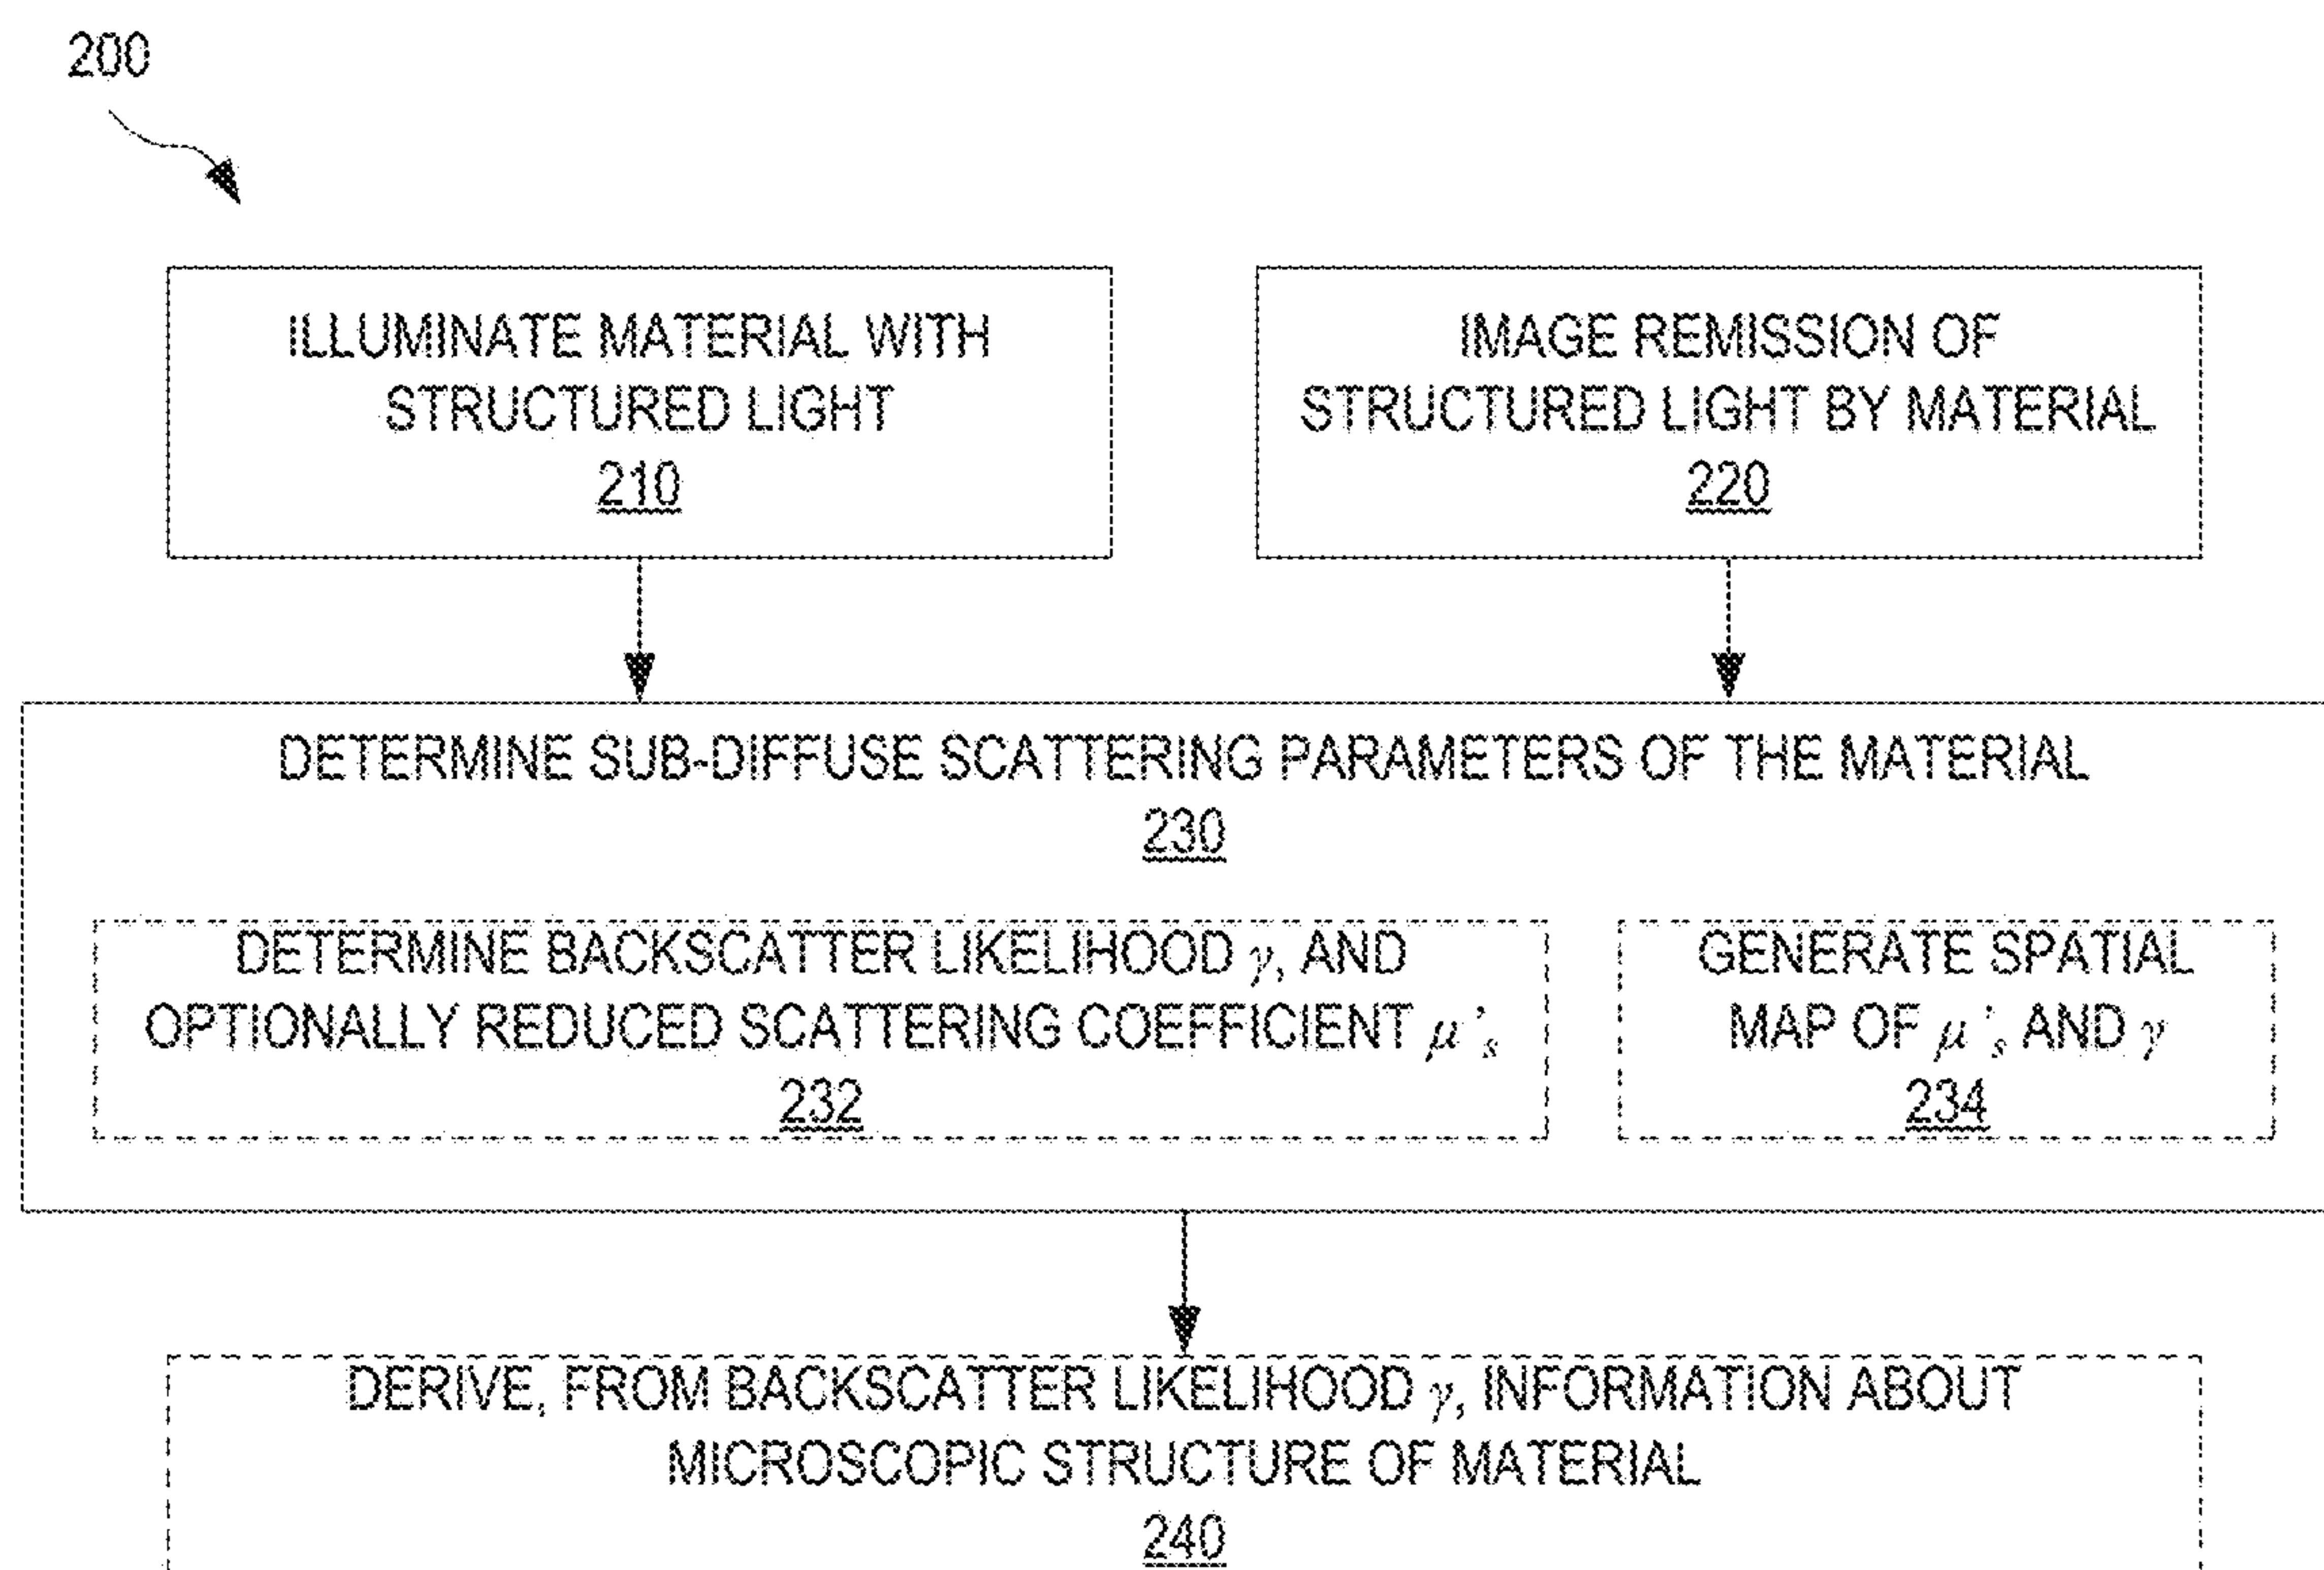 200
ILLUMINATE MATERIAL WITH
STRUCTURED LIGHT
210
IMAGE REMISSION OF
STRUCTURED LIGHT BY MATERIAL
220
DETERMINE SUB-DIFFUSE SCATTERING PARAMETERS OF THE MATERIAL
230
DETERMINE BACKSCATTER LIKELIHOOD γ, AND
OPTIONALLY REDUCED SCATTERING COEFFICIENT μ's
232
GENERATE SPATIAL
MAP OF μ's AND γ
234
DERIVE, FROM BACKSCATTER LIKELIHOOD γ, INFORMATION ABOUT
MICROSCOPIC STRUCTURE OF MATERIAL
240